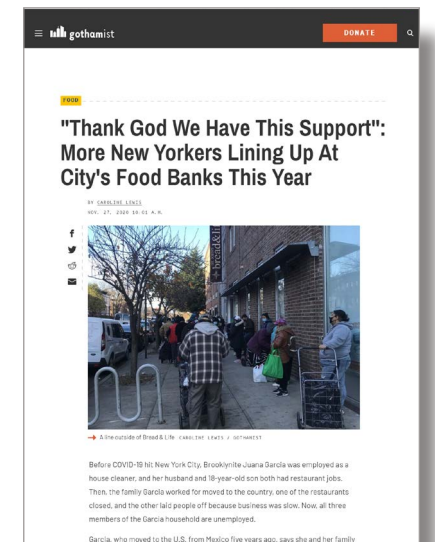 gothamist
DONATE
FOOD
"Thank God We Have This Support":
More New Yorkers Lining Up At
City's Food Banks This Year
BY CAROLINE LEWIS
NOV. 27, 2020 10:01 A.M.
bread&li
A line outside of Bread & Life CAROLINE LEWIS / GOTHAMIST
Before COVID-19 hit New York City, Brooklynite Juana Garcia was employed as a
house cleaner, and her husband and 18-year-old son both had restaurant jobs.
Then, the family Garcia worked for moved to the country, one of the restaurants
closed, and the other laid people off because business was slow. Now, all three
members of the Garcia household are unemployed.
Garcia, who moved to the U.S. from Mexico five years ago, says she and her family